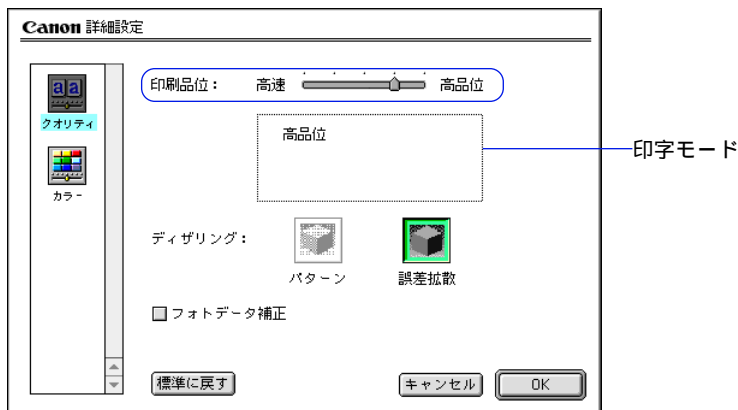 Canon 詳細設定
aa
クオリティ
カラー
印刷品位： 高速 高品位
高品位
印字モード
ディザリング：
パターン 誤差拡散
フォトデータ補正
標準に戻す キャンセル OK